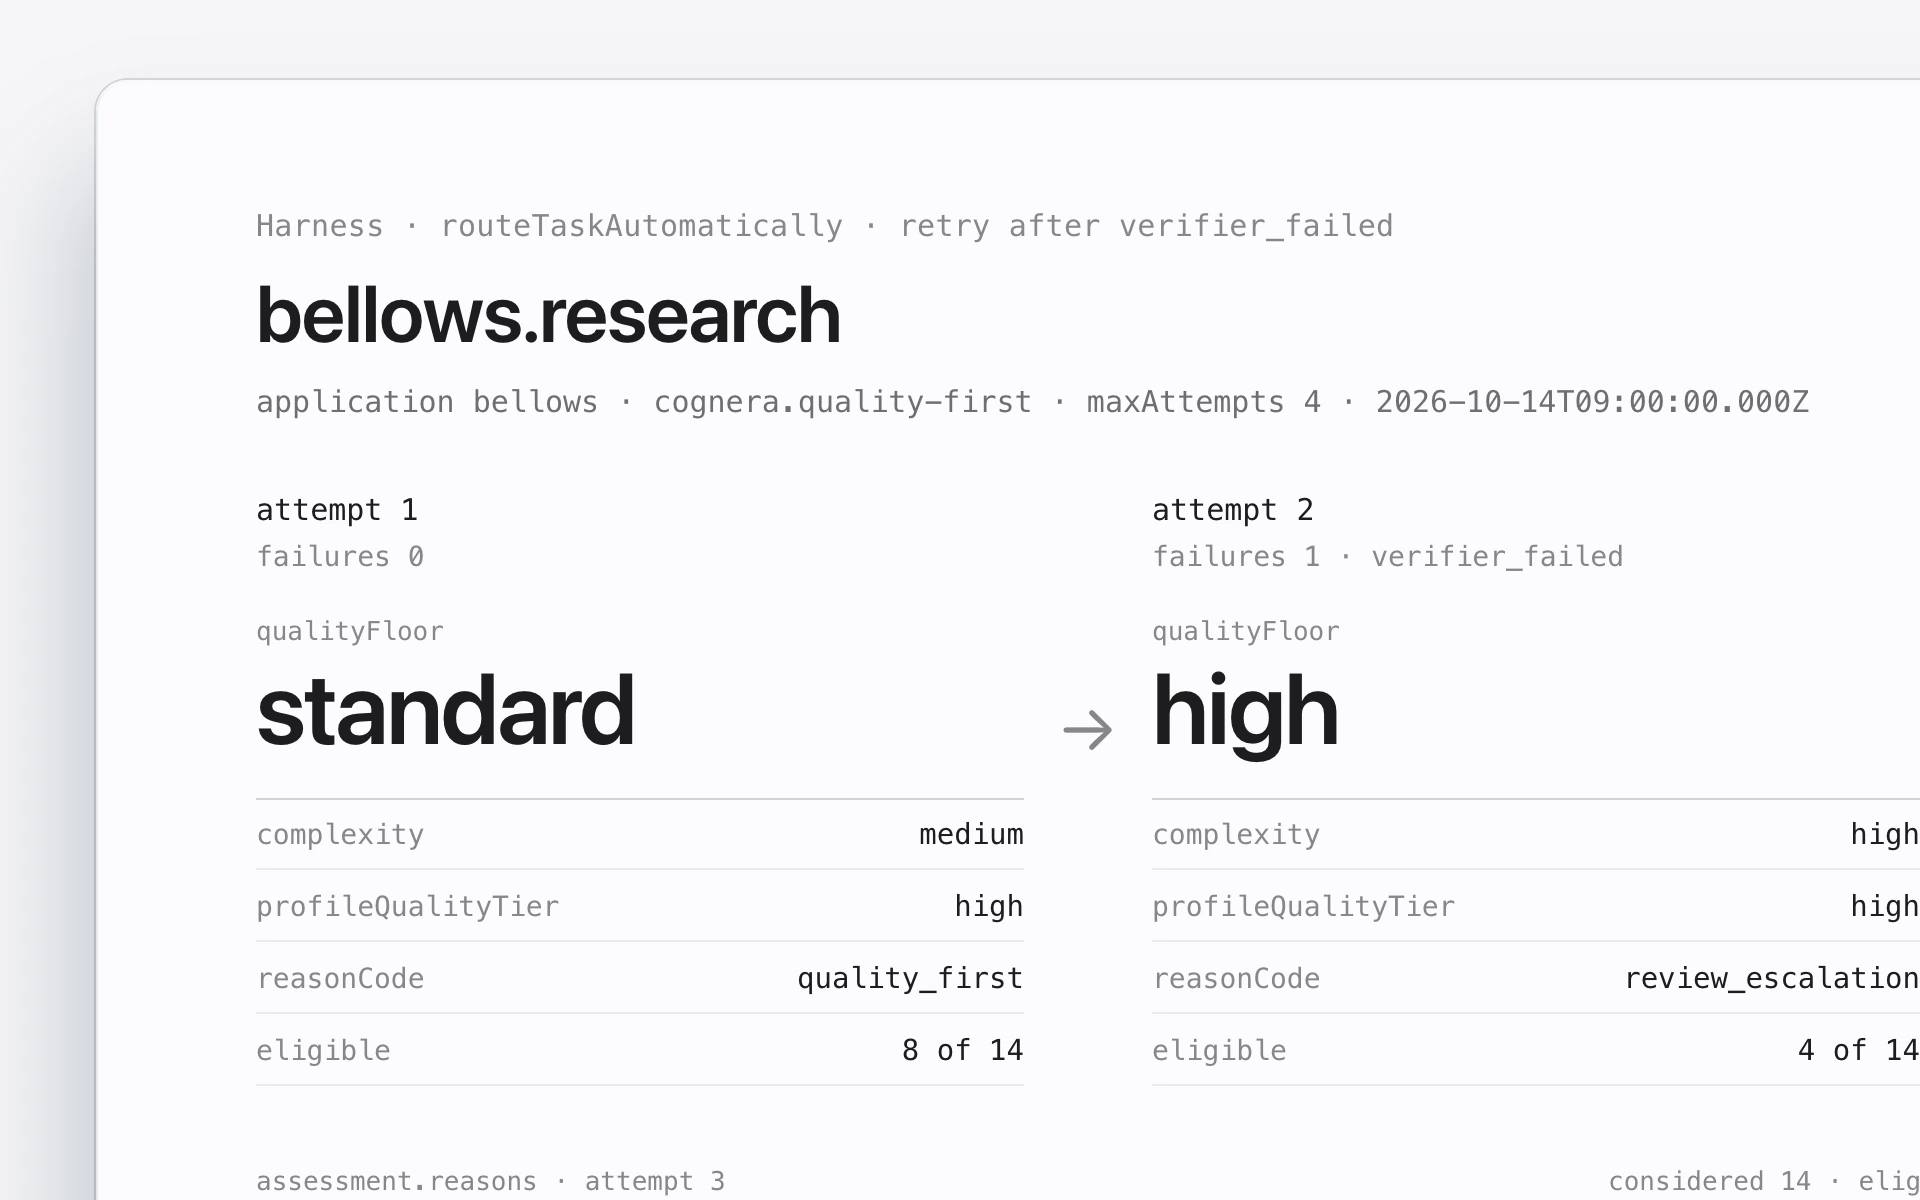 Harness · routeTaskAutomatically · retry after verifier_failed
bellows.research
application bellows · cognera.quality-first · maxAttempts 4 · 2026-10-14T09:00:00.000Z
attempt 1
failures 0
qualityFloor
standard
complexity medium
profileQualityTier high
reasonCode quality_first
eligible 8 of 14
→
attempt 2
failures 1 · verifier_failed
qualityFloor
high
complexity high
profileQualityTier high
reasonCode review_escalation
eligible 4 of 14
assessment.reasons · attempt 3
considered 14 ·